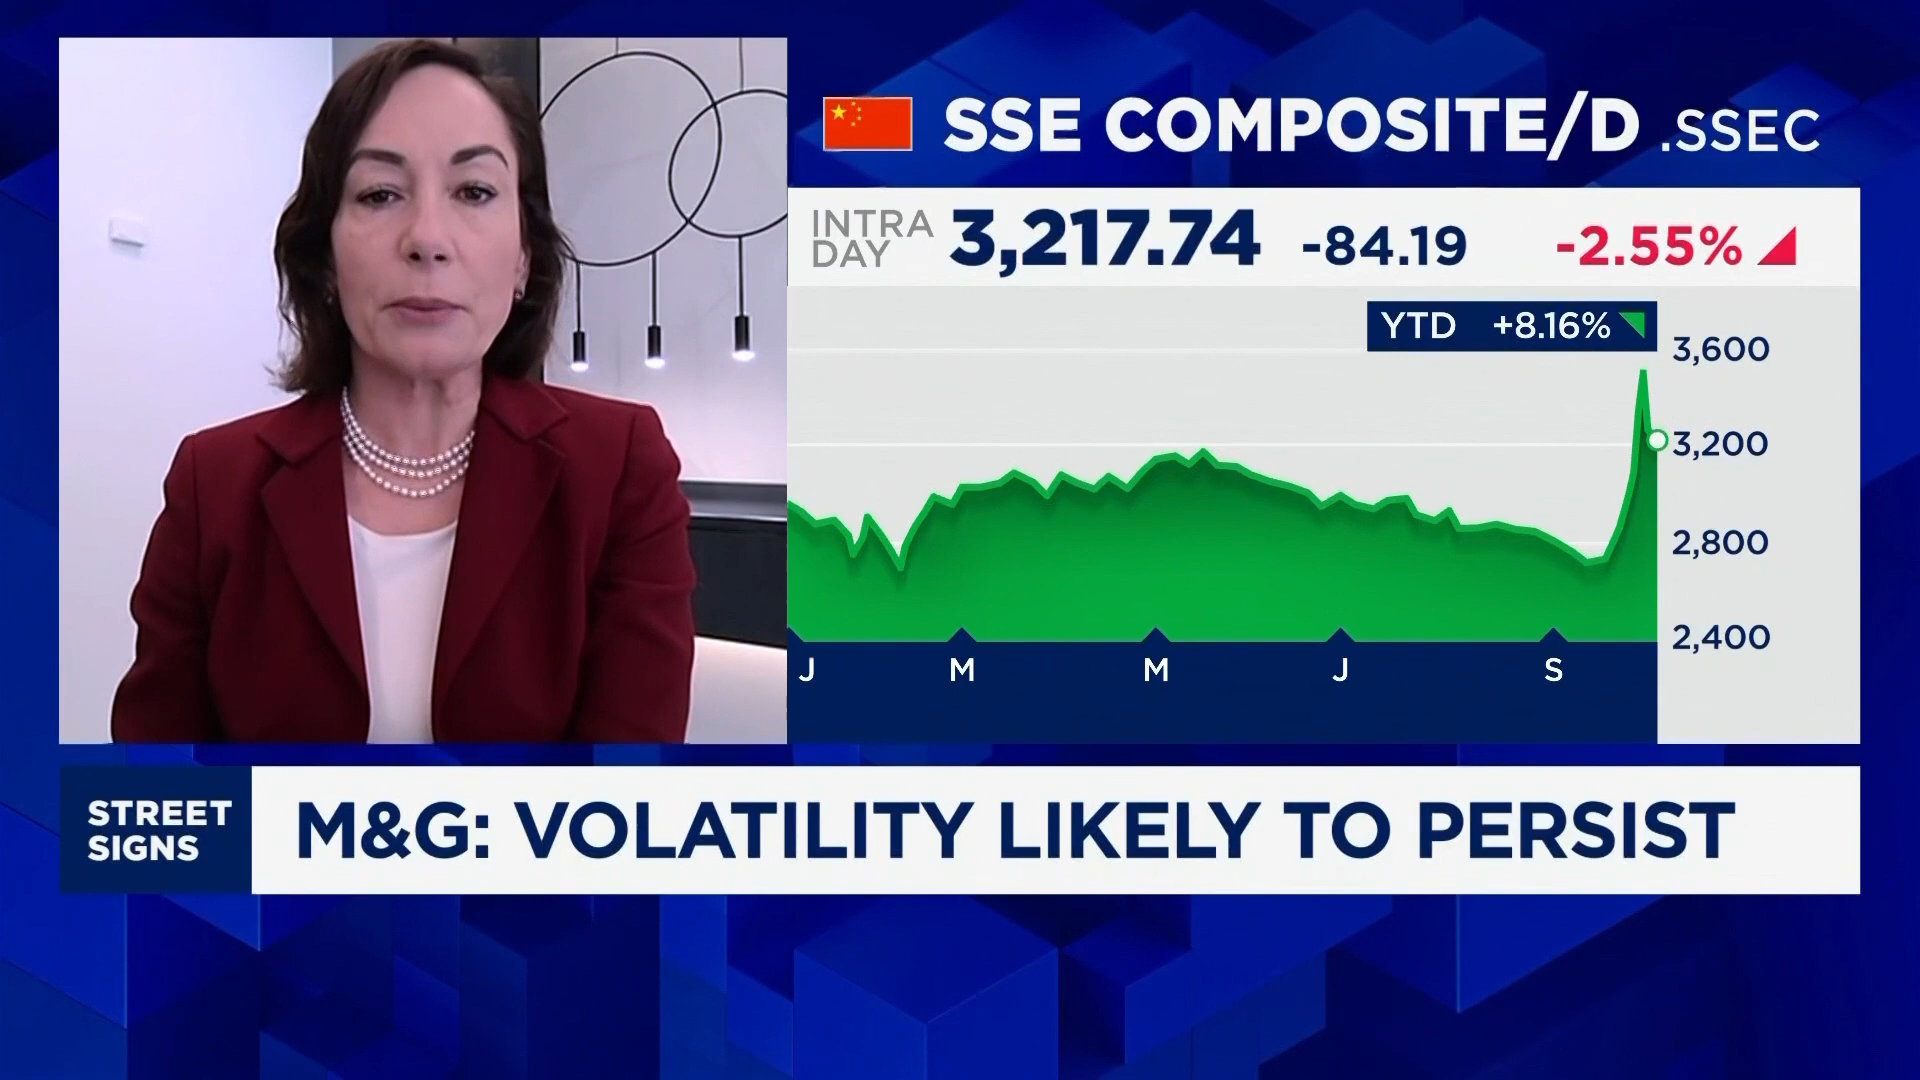 SSE COMPOSITE/D .SSEC
INTRA
DAY
3,217.74 -84.19 -2.55%
YTD +8.16%
3,600
3,200
2,800
2,400
J M M J S
STREET
SIGNS
M&G: VOLATILITY LIKELY TO PERSIST